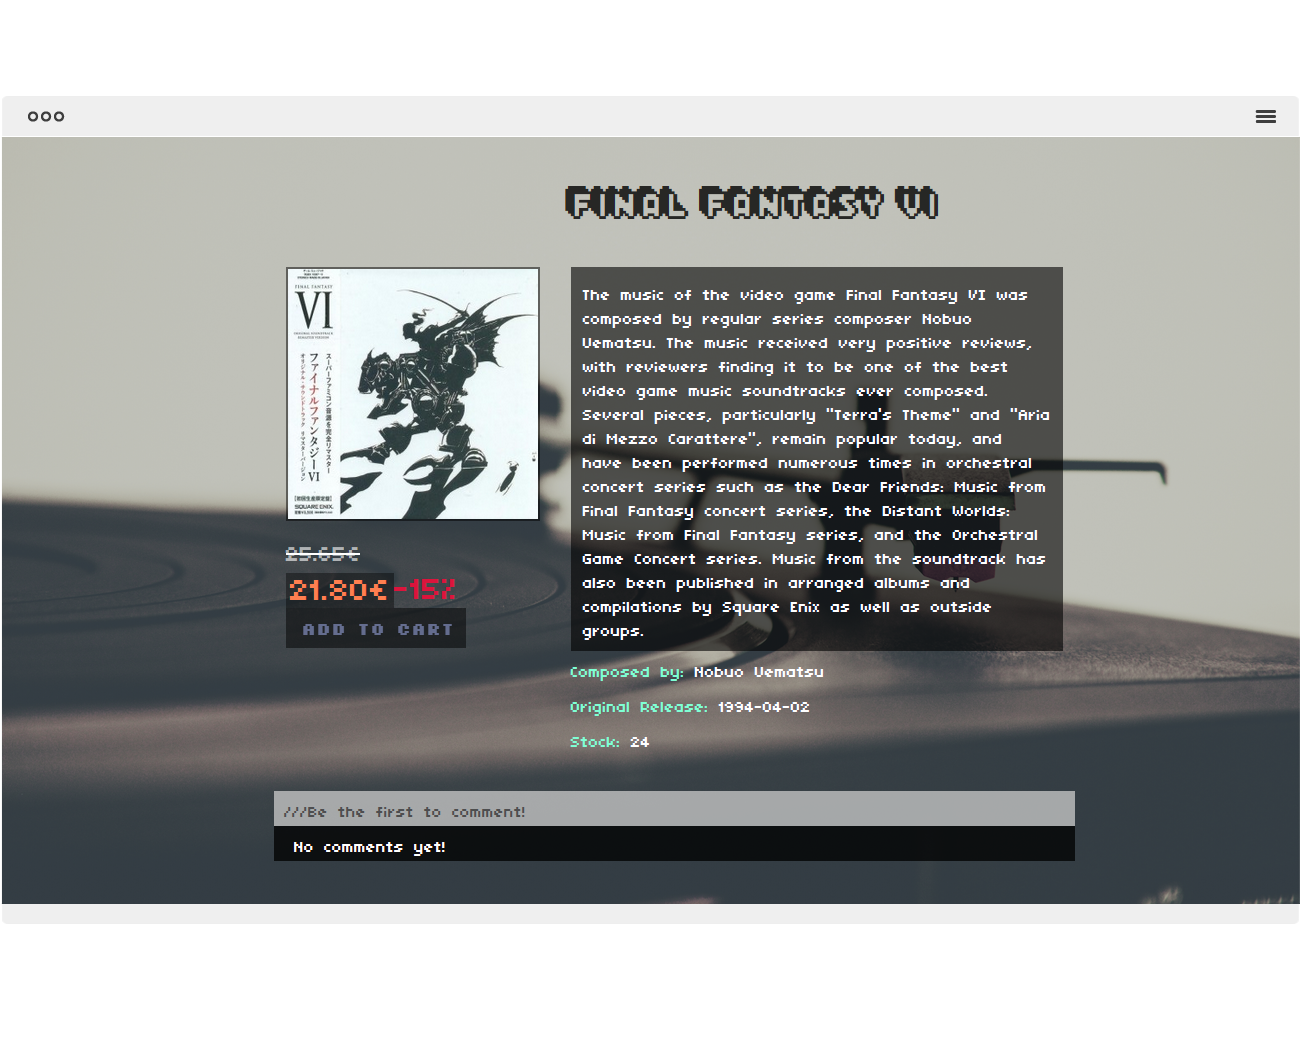 FINAL FANTASY VI
FINAL FANTASY
VI
スーパーファミコン音源を完全リマスター
ファイナルファンタジーVI
オリジナル・サウンドトラック リマスターバージョン
【初回生産限定盤】
SQUARE ENIX.
The music of the video game Final Fantasy VI was
composed by regular series composer Nobuo
Uematsu. The music received very positive reviews,
with reviewers finding it to be one of the best
video game music soundtracks ever composed.
Several pieces, particularly "Terra's Theme" and "Aria
di Mezzo Carattere", remain popular today, and
have been performed numerous times in orchestral
concert series such as the Dear Friends: Music from
Final Fantasy concert series, the Distant Worlds:
Music from Final Fantasy series, and the Orchestral
Game Concert series. Music from the soundtrack has
also been published in arranged albums and
compilations by Square Enix as well as outside
groups.
25.65€
21.80€ -15%
ADD TO CART
Composed by: Nobuo Uematsu
Original Release: 1994-04-02
Stock: 24
///Be the first to comment!
No comments yet!